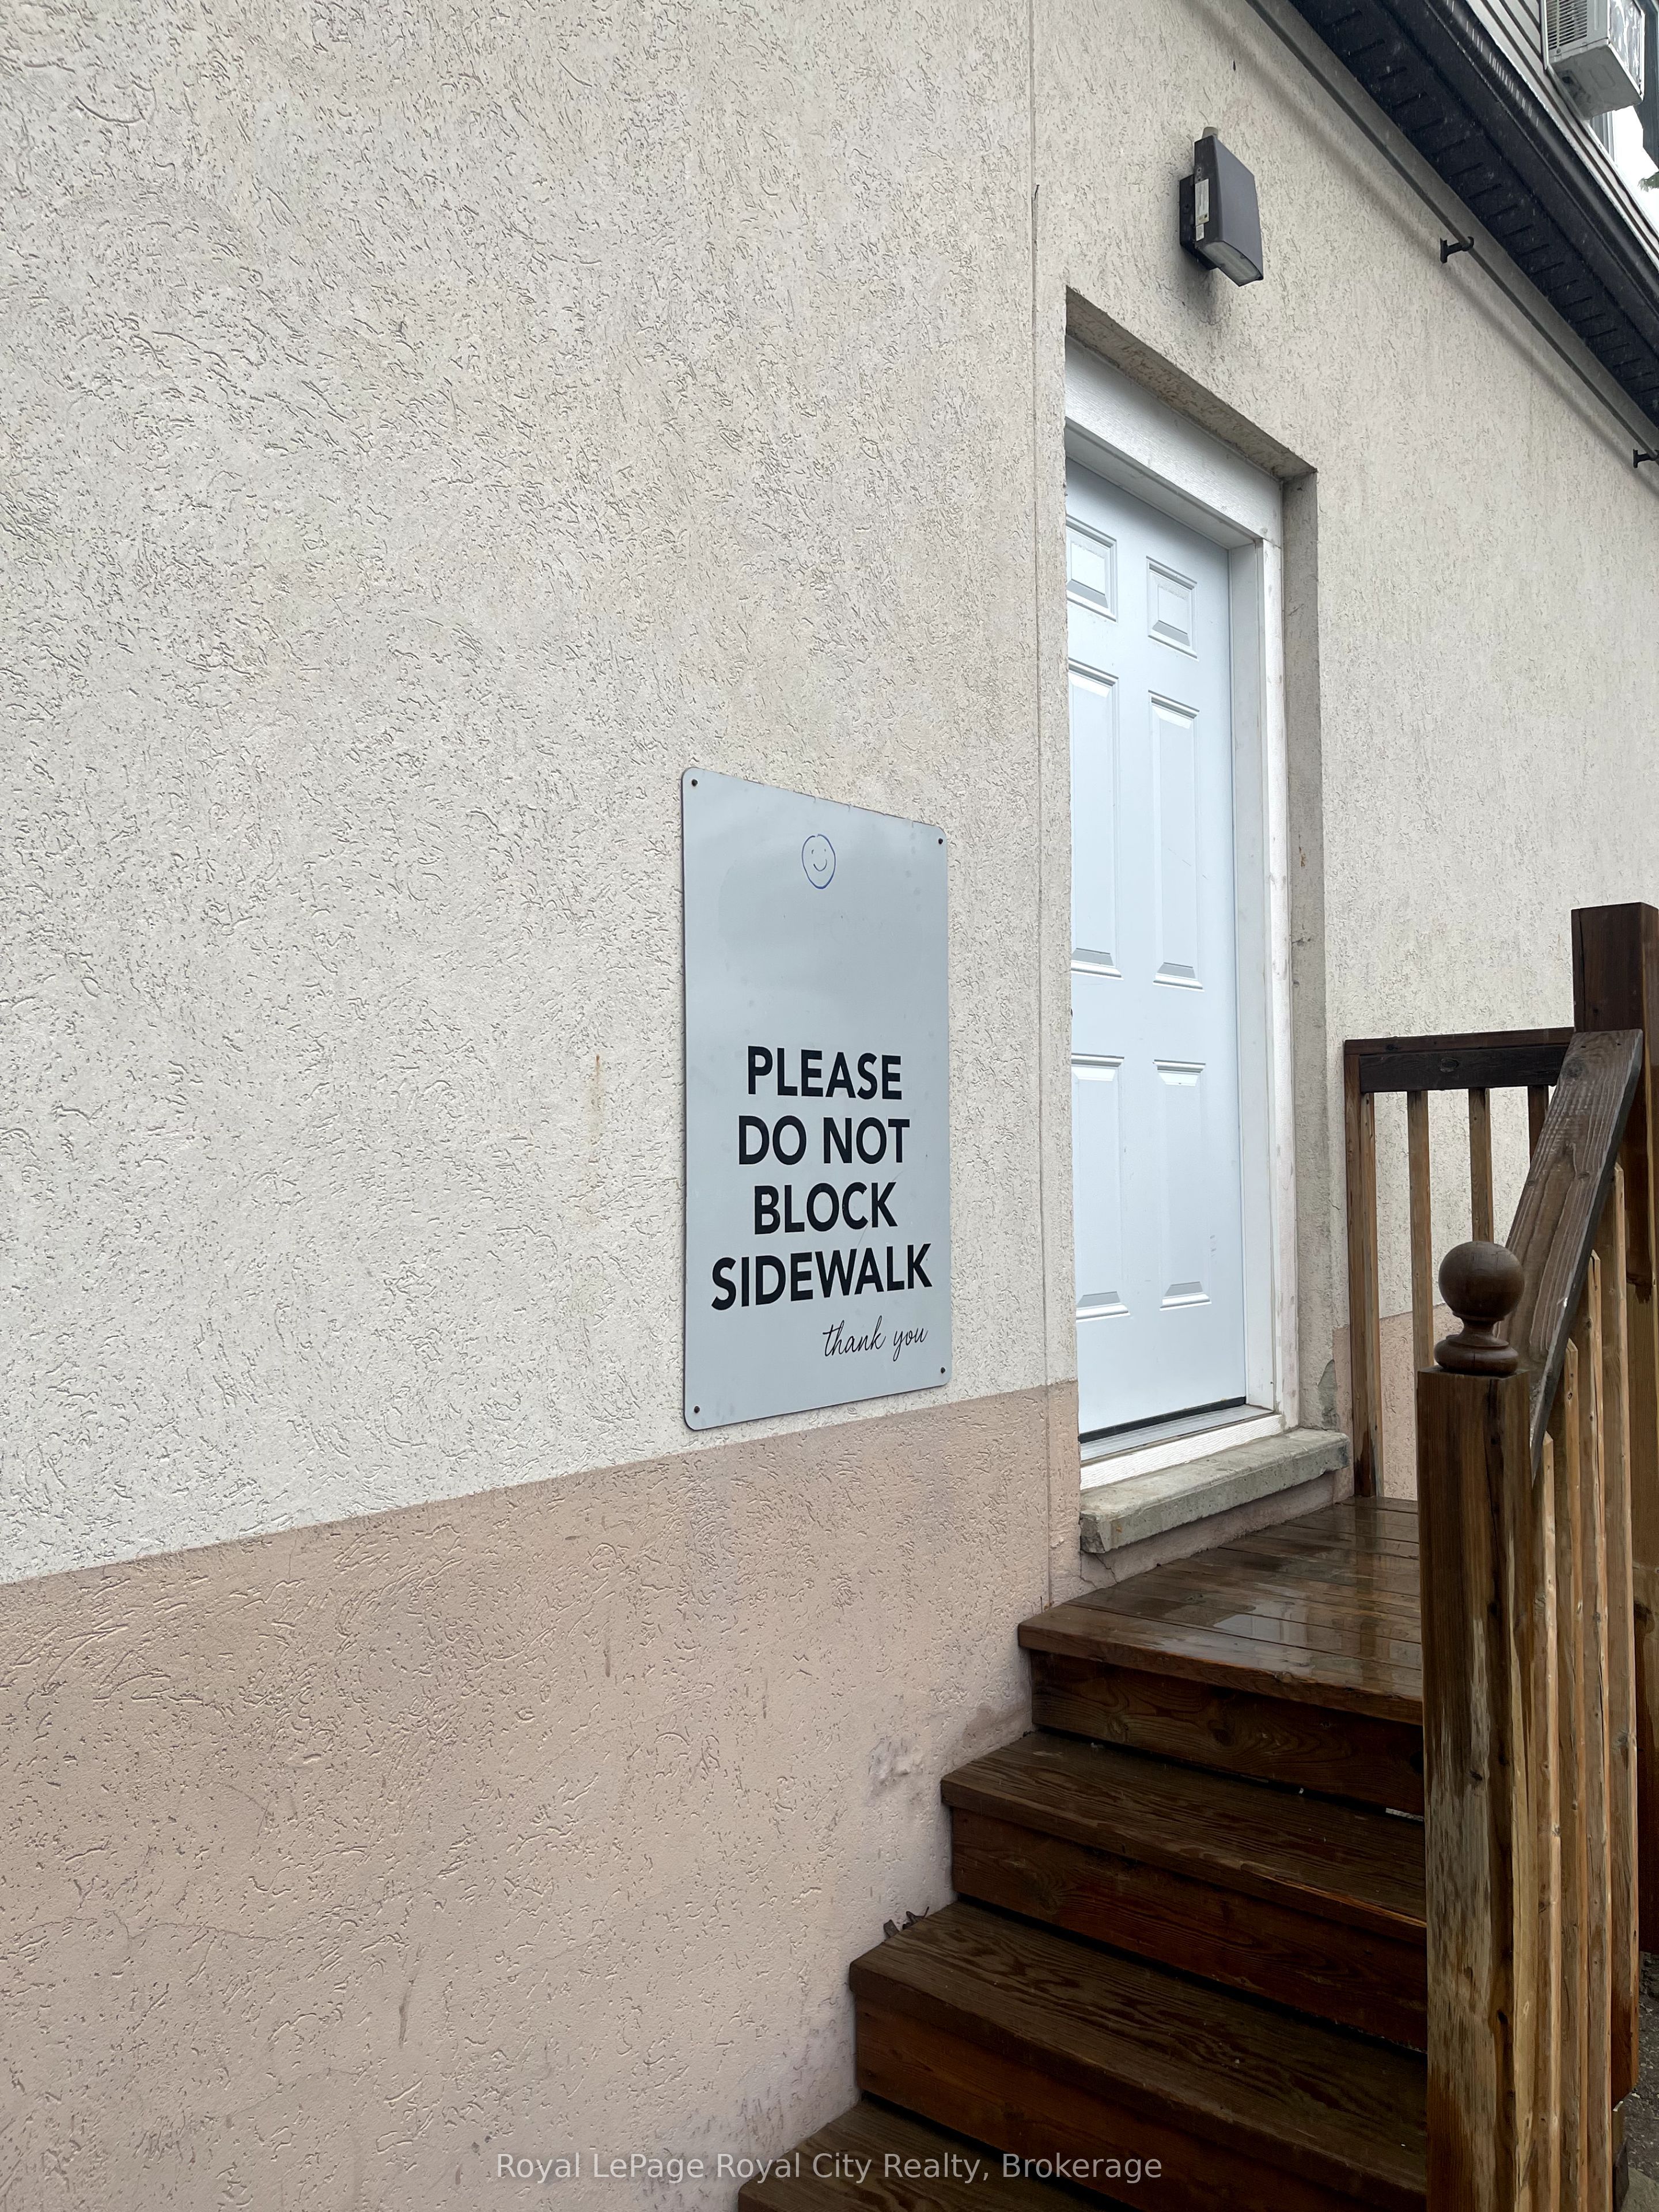 PLEASE
DO NOT
BLOCK
SIDEWALK
thank you
Royal LePage Royal City Realty, Brokerage